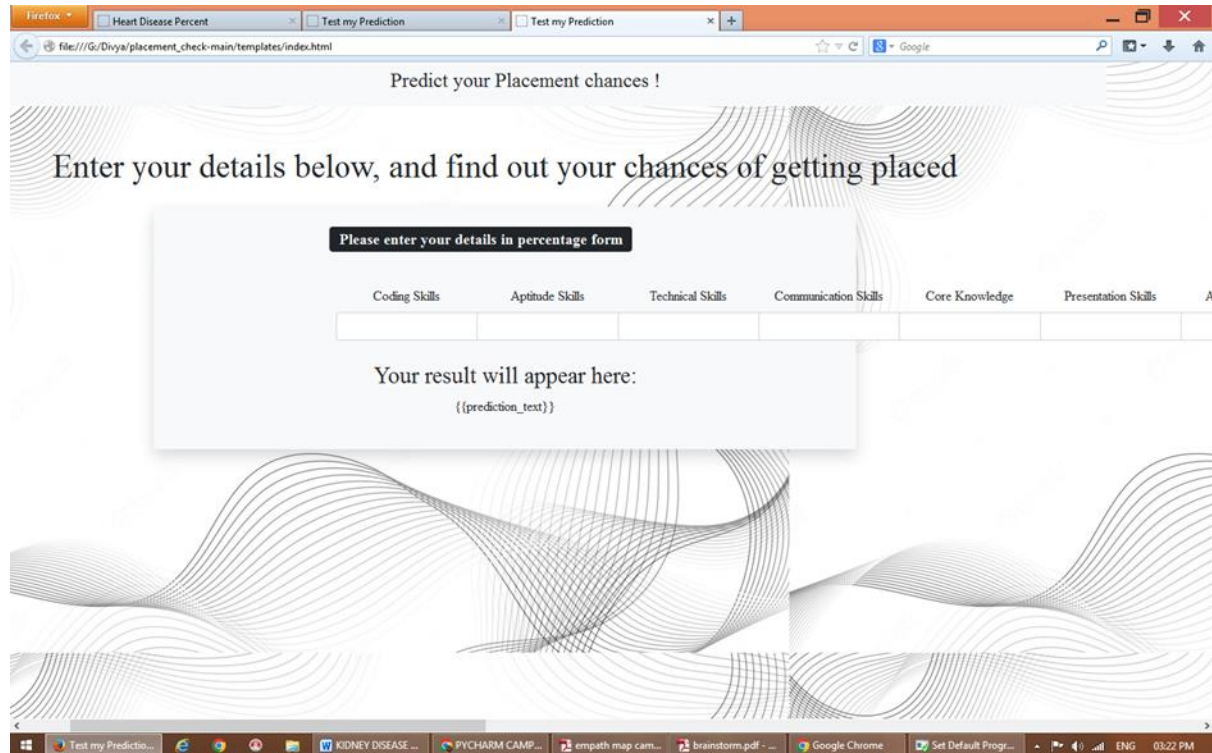 Firefox
Heart Disease Percent
Test my Prediction
Test my Prediction
file:///G:/Divya/placement_check-main/templates/index.html
Google
Predict your Placement chances !
Enter your details below, and find out your chances of getting placed
Please enter your details in percentage form
Coding Skills Aptitude Skills Technical Skills Communication Skills Core Knowledge Presentation Skills A
Your result will appear here:
{{prediction_text}}
Test my Predictio... KIDNEY DISEASE ... PYCHARM CAMP... empath map cam... brainstorm.pdf - ... Google Chrome Set Default Progr... ENG 03:22 PM